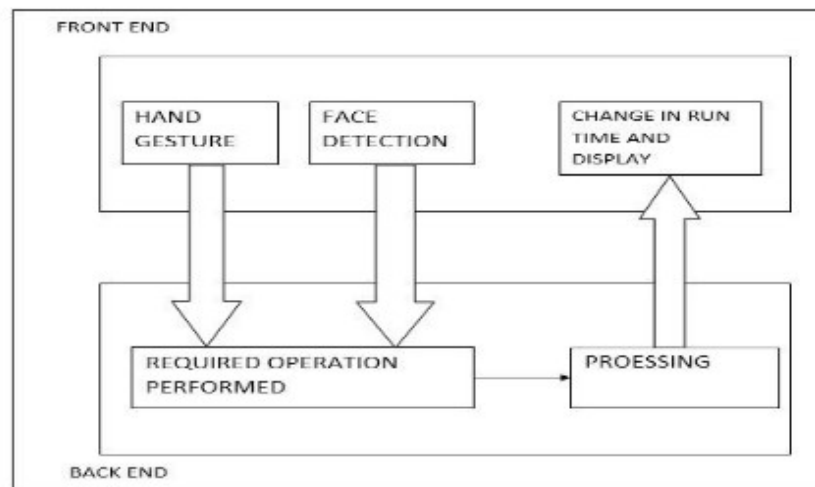 FRONT END
HAND
GESTURE
FACE
DETECTION
CHANGE IN RUN
TIME AND
DISPLAY
REQUIRED OPERATION
PERFORMED
PROESSING
BACK END